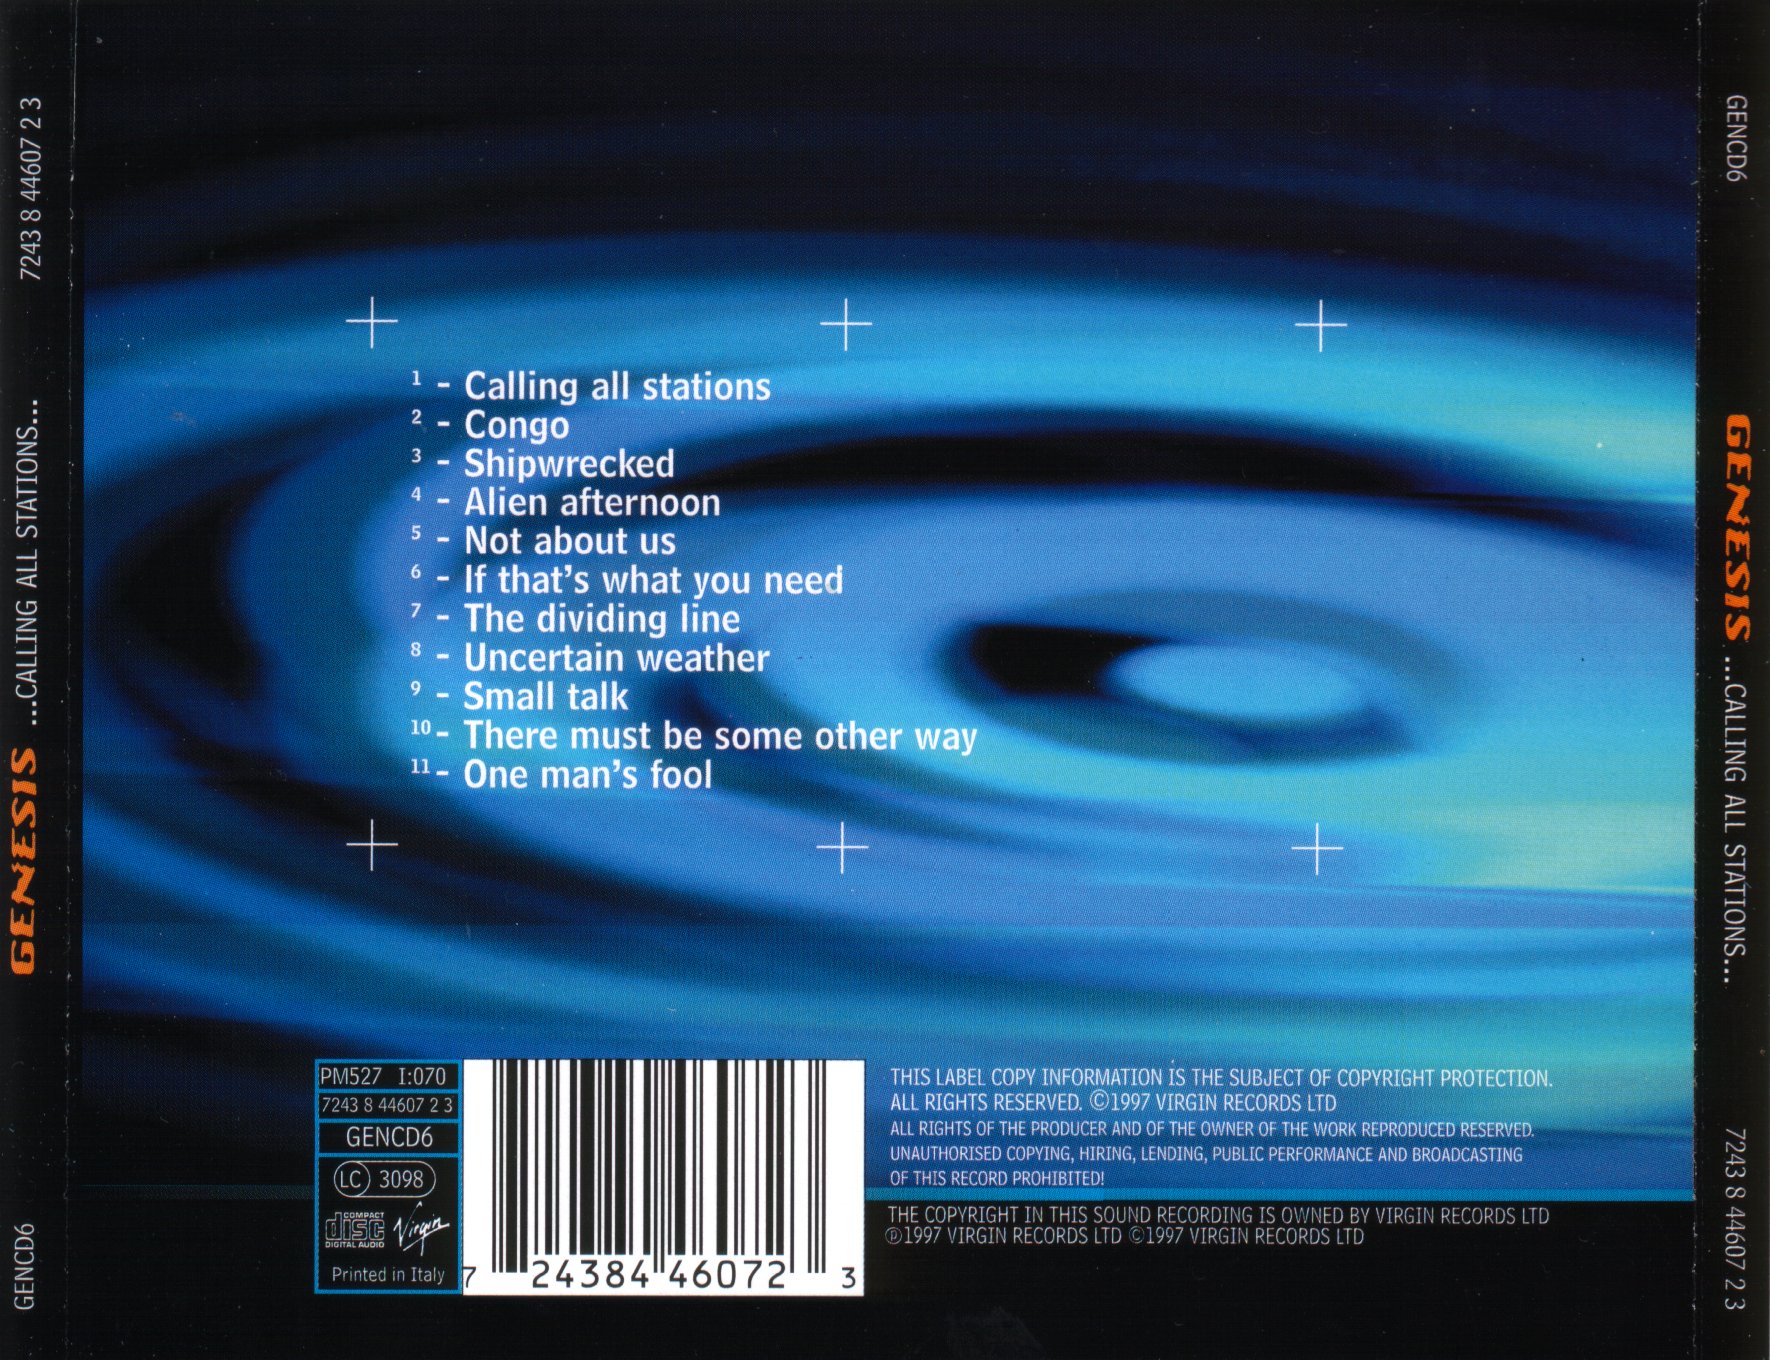 7243 8 44607 2 3
...CALLING ALL STATIONS...
GENESIS
GENCD6
1 - Calling all stations
2 - Congo
3 - Shipwrecked
4 - Alien afternoon
5 - Not about us
6 - If that's what you need
7 - The dividing line
8 - Uncertain weather
9 - Small talk
10 - There must be some other way
11 - One man's fool
PM527 I:070
7243 8 44607 2 3
GENCD6
LC 3098
COMPACT
disc
DIGITAL AUDIO
Virgin
Printed in Italy
7 24384 46072 3
THIS LABEL COPY INFORMATION IS THE SUBJECT OF COPYRIGHT PROTECTION.
ALL RIGHTS RESERVED. ©1997 VIRGIN RECORDS LTD
ALL RIGHTS OF THE PRODUCER AND OF THE OWNER OF THE WORK REPRODUCED RESERVED.
UNAUTHORISED COPYING, HIRING, LENDING, PUBLIC PERFORMANCE AND BROADCASTING
OF THIS RECORD PROHIBITED!
THE COPYRIGHT IN THIS SOUND RECORDING IS OWNED BY VIRGIN RECORDS LTD
℗1997 VIRGIN RECORDS LTD ©1997 VIRGIN RECORDS LTD
GENCD6
GENESIS
...CALLING ALL STATIONS...
7243 8 44607 2 3